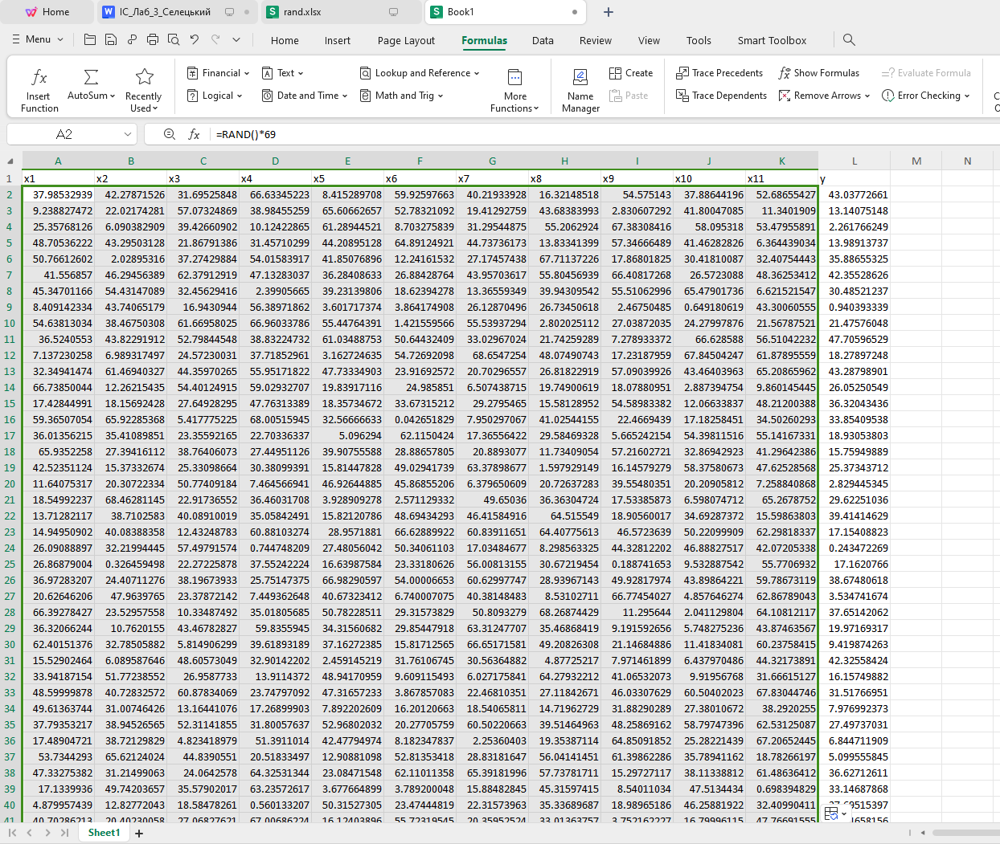 Home IC_Лаб_3_Селецький rand.xlsx Book1
Menu Home Insert Page Layout Formulas Data Review View Tools Smart Toolbox
Insert Function AutoSum Recently Used Financial Text Lookup and Reference More Functions Name Manager Create Trace Precedents Show Formulas Evaluate Formula
Logical Date and Time Math and Trig Paste Trace Dependents Remove Arrows Error Checking
A2 fx =RAND()*69
A B C D E F G H I J K L M N
1 x1 x2 x3 x4 x5 x6 x7 x8 x9 x10 x11 y
2 37.98532939 42.27871526 31.69525848 66.63345223 8.415289708 59.92597663 40.21933928 16.32148518 54.575143 37.88644196 52.68655427 43.03772661
3 9.238827472 22.02174281 57.07324869 38.98455259 65.60662657 52.78321092 19.41292759 43.68383993 2.830607292 41.80047085 11.3401909 13.14075148
4 25.35768126 6.090382909 39.42660902 10.12422865 61.28944521 8.703275839 31.29544875 55.2062924 67.38308416 58.095318 53.47955891 2.261766249
5 48.70536222 43.29503128 21.86791386 31.45710299 44.20895128 64.89124921 44.73736173 13.83341399 57.34666489 41.46282826 6.364439034 13.98913737
6 50.76612602 2.02895316 37.27429884 54.01583917 41.85076896 12.24161532 27.17457438 67.71137226 17.86801825 30.41810087 32.40754443 35.88655325
7 41.556857 46.29456389 62.37912919 47.13283037 36.28408633 26.88428764 43.95703617 55.80456939 66.40817268 26.5723088 48.36253412 42.35528626
8 45.34701166 54.43147089 32.45629416 2.39905665 39.23139806 18.62394278 13.36559349 39.94309542 55.51062996 65.47901736 6.621521547 30.48521237
9 8.409142334 43.74065179 16.9430944 56.38971862 3.601717374 3.864174908 26.12870496 26.73450618 2.46750485 0.649180619 43.30060555 0.940393339
10 54.63813034 38.46750308 61.66958025 66.96033786 55.44764391 1.421559566 55.53937294 2.802025112 27.03872035 24.27997876 21.56787521 21.47576048
11 36.5240553 43.82291912 52.79844548 38.83224732 61.03488753 50.64432409 33.02967024 21.74259289 7.278933372 66.628588 56.51042232 47.70596529
12 7.137230258 6.989317497 24.57230031 37.71852961 3.162724635 54.72692098 68.6547254 48.07490743 17.23187959 67.84504247 61.87895559 18.27897248
13 32.34941474 61.46940327 44.35970265 55.95171822 47.73334903 23.91692572 20.70296557 26.81822919 57.09039926 43.46403963 65.20865962 43.28798901
14 66.73850044 12.26215435 54.40124915 59.02932707 19.83917116 24.985851 6.507438715 19.74900619 18.07880951 2.887394754 9.860145445 26.05250549
15 17.42844991 18.15692428 27.64928295 47.76313389 18.35734672 33.67315212 29.2795465 15.58128952 54.58983382 12.06633837 48.21200388 36.32043436
16 59.36507054 65.92285368 5.417775225 68.00515945 32.56666633 0.042651829 7.950297067 41.02544155 22.4669439 17.18258451 34.50260293 33.85409538
17 36.01356215 35.41089851 23.35592165 22.70336337 5.096294 62.1150424 17.36556422 29.58469328 5.665242154 54.39811516 55.14167331 18.93053803
18 65.9352258 27.39416112 38.76406073 27.44951126 39.90755588 28.88657805 20.8893077 11.73409054 57.21602721 32.86942923 41.29642386 15.75949889
19 42.52351124 15.37332674 25.33098664 30.38099391 15.81447828 49.02941739 63.37898677 1.597929149 16.14579279 58.37580673 47.62528568 25.37343712
20 11.64075317 20.30722334 50.77409184 7.464566941 46.92644885 45.86855206 6.379650609 20.72637283 39.55480351 20.20905812 7.258840868 2.829445345
21 18.54992237 68.46281145 22.91736552 36.46031708 3.928909278 2.571129332 49.65036 36.36304724 17.53385873 6.598074712 65.2678752 29.62251036
22 13.71282117 38.7102583 40.08910019 35.05842491 15.82120786 48.69434293 46.41584916 64.515549 18.90560017 34.69287372 15.59863803 39.41414629
23 14.94950902 40.08388358 12.43248783 60.88103274 28.9571881 66.62889922 60.83911651 64.40775613 46.5723639 50.22099909 62.29818337 17.15408823
24 26.09088897 32.21994445 57.49791574 0.744748209 27.48056042 50.34061103 17.03484677 8.298563325 44.32812202 46.88827517 42.07205338 0.243472269
25 26.86879004 0.326459498 22.27225878 37.55242224 16.63987584 23.33180626 56.00813155 30.67219454 0.188741653 9.532887542 55.7706932 17.1620766
26 36.97283207 24.40711276 38.19673933 25.75147375 66.98290597 54.00006653 60.62997747 28.93967143 49.92817974 43.89864221 59.78673119 38.67480618
27 20.62646206 47.9639765 23.37872142 7.449362648 40.67323412 6.740007075 40.38148483 8.53102711 66.77454027 4.857646274 62.86789043 3.534741674
28 66.39278427 23.52957558 10.33487492 35.01805685 50.78228511 29.31573829 50.8093279 68.26874429 11.295644 2.041129804 64.10812117 37.65142062
29 36.32066244 10.7620155 43.46782827 59.8355945 34.31560682 29.85447918 63.31247707 35.46868419 9.191592656 5.748275236 43.87463567 19.97169317
30 62.40151376 32.78505882 5.814906299 39.61893189 37.16272385 15.81712565 66.65171581 49.20826308 21.14684886 11.41834081 60.23758415 9.419874263
31 15.52902464 6.089587646 48.60573049 32.90142202 2.459145219 31.76106745 30.56364882 4.87725217 7.971461899 6.437970486 44.32173891 42.32558424
32 33.94187154 51.77238552 26.9587733 13.9114372 48.94170959 9.609115493 6.027175841 64.27932212 41.06532073 9.91956768 31.66615127 16.15749882
33 48.59999878 40.72832572 60.87834069 23.74797092 47.31657233 3.867857083 22.46810351 27.11842671 46.03307629 60.50402023 67.83044746 31.51766951
34 49.61363744 31.00746426 13.16441076 17.26899903 7.892202609 16.20120663 18.54065811 14.71962729 31.88290289 27.38010672 38.2920255 7.976992373
35 37.79353217 38.94526565 52.31141855 31.80057637 52.96802032 20.27705759 60.50220663 39.51464963 48.25869162 58.79747396 62.53125087 27.49737031
36 17.48904721 38.72129829 4.823418979 51.3911014 42.47794974 8.182347837 2.25360403 19.35387114 64.85091852 25.28221439 67.20652445 6.844711909
37 53.7344293 65.62124024 44.8390551 20.51833497 12.90881098 52.81353418 28.83181647 56.04141451 61.39862286 35.78941162 18.78266197 5.099555845
38 47.33275382 31.21499063 24.0642578 64.32531344 23.08471548 62.11011358 65.39181996 57.73781711 15.29727117 38.11338812 61.48636412 36.62712611
39 17.1339936 49.74203657 35.57902017 63.23572617 3.677664899 3.789200048 15.88482845 45.31597415 8.54011034 47.5134434 0.698394829 33.14687868
40 4.879957439 12.82772043 18.58478261 0.560133207 50.31527305 23.47444819 22.31573963 35.33689687 18.98965186 46.25881922 32.40990411
41 40.70286213 20.40230058 27.06827621 67.00686224 16.12403896 55.72319545 20.35952524 33.01363757 3.752162227 16.79996115 47.76691555
Sheet1